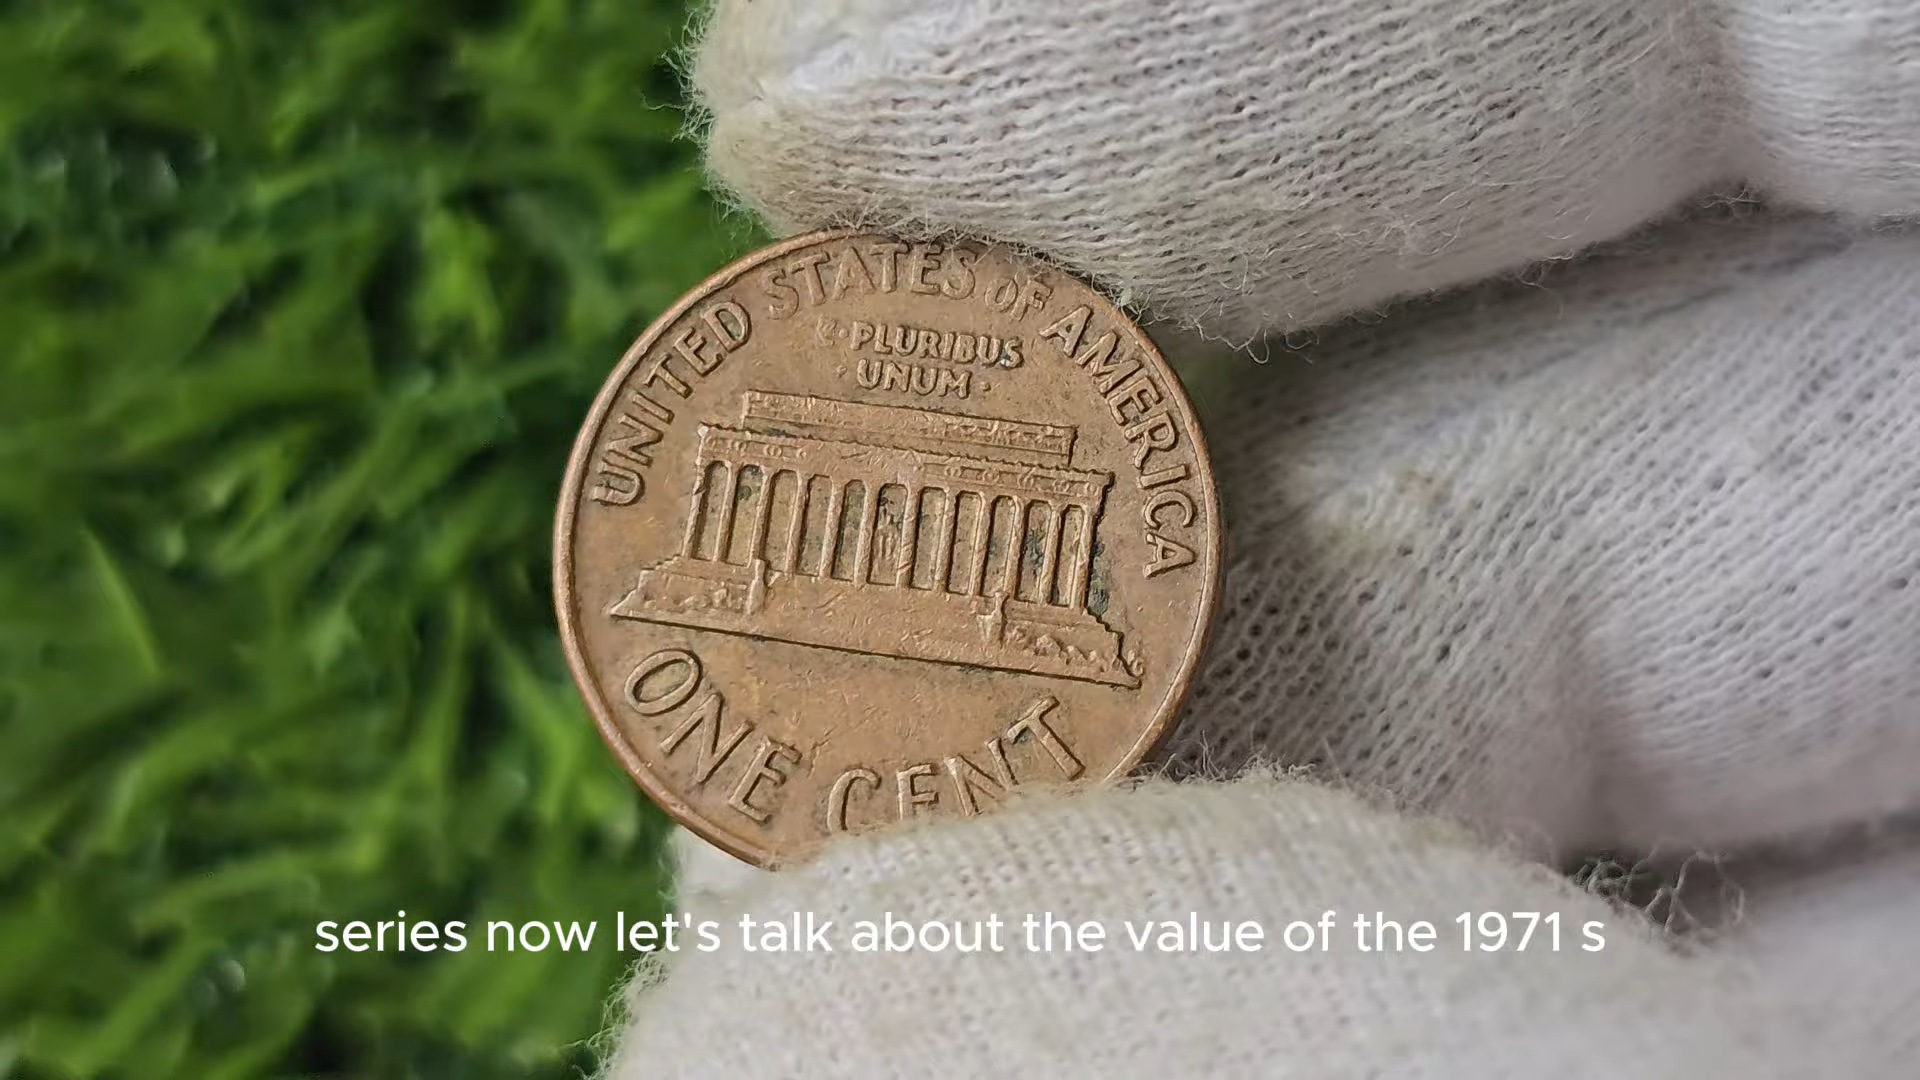 UNITED STATES OF AMERICA
E·PLURIBUS
·UNUM·
ONE CENT
series now let's talk about the value of the 1971 s